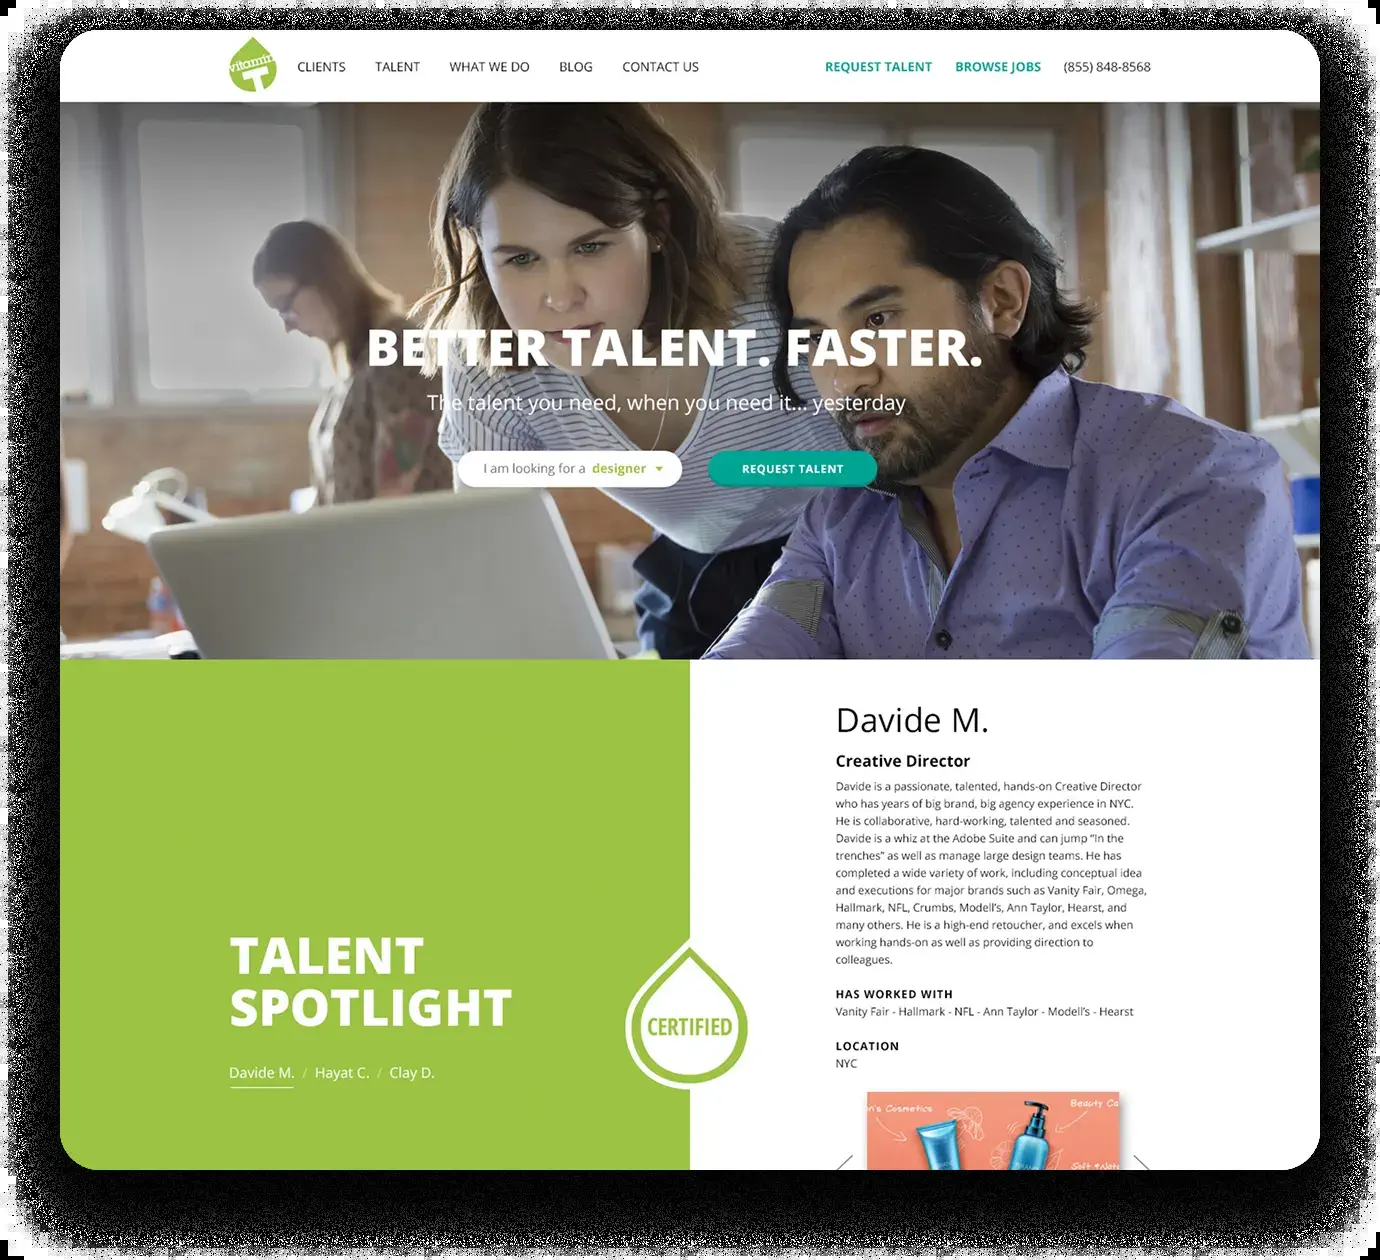 vitamin
T
CLIENTS TALENT WHAT WE DO BLOG CONTACT US REQUEST TALENT BROWSE JOBS (855) 848-8568
BETTER TALENT. FASTER.
The talent you need, when you need it... yesterday
I am looking for a designer REQUEST TALENT
TALENT
SPOTLIGHT
Davide M. / Hayat C. / Clay D.
CERTIFIED
Davide M.
Creative Director
Davide is a passionate, talented, hands-on Creative Director
who has years of big brand, big agency experience in NYC.
He is collaborative, hard-working, talented and seasoned.
Davide is a whiz at the Adobe Suite and can jump “In the
trenches” as well as manage large design teams. He has
completed a wide variety of work, including conceptual idea
and executions for major brands such as Vanity Fair, Omega,
Hallmark, NFL, Crumbs, Modell’s, Ann Taylor, Hearst, and
many others. He is a high-end retoucher, and excels when
working hands-on as well as providing direction to
colleagues.
HAS WORKED WITH
Vanity Fair - Hallmark - NFL - Ann Taylor - Modell’s - Hearst
LOCATION
NYC
n's Cosmetics Beauty Ca
Soft & Natu